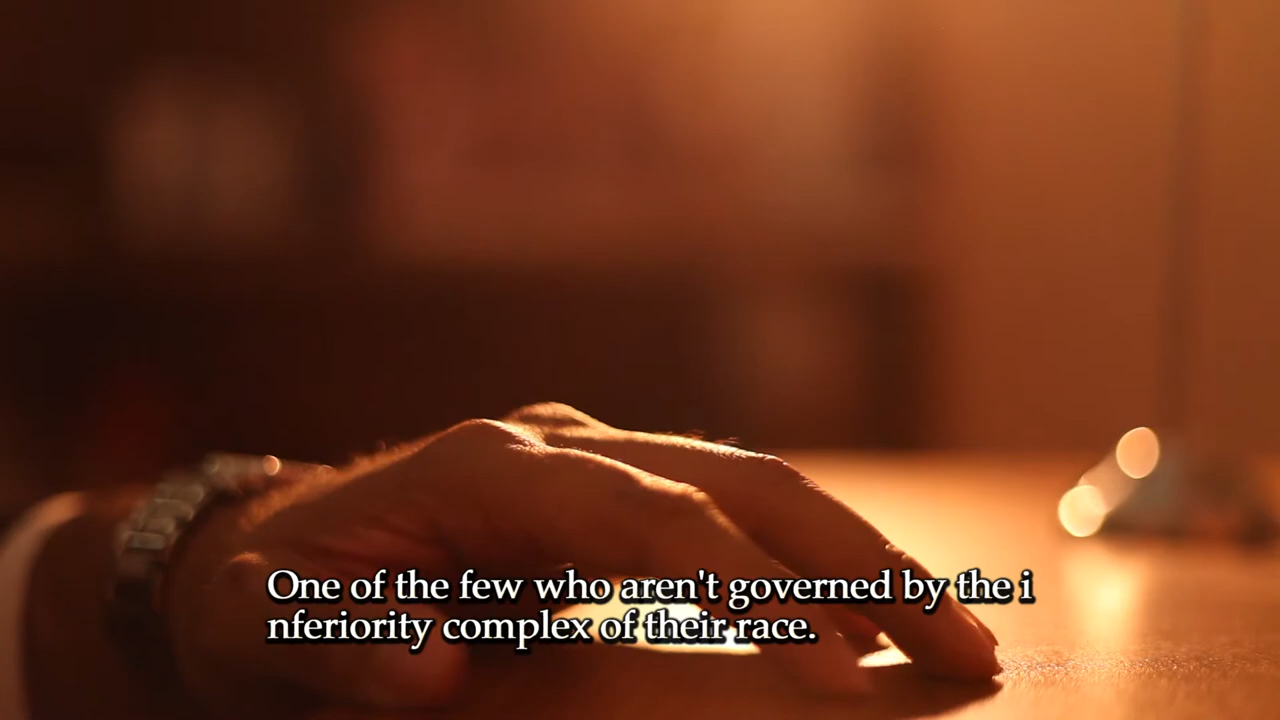 One of the few who aren't governed by the i
nferiority complex of their race.